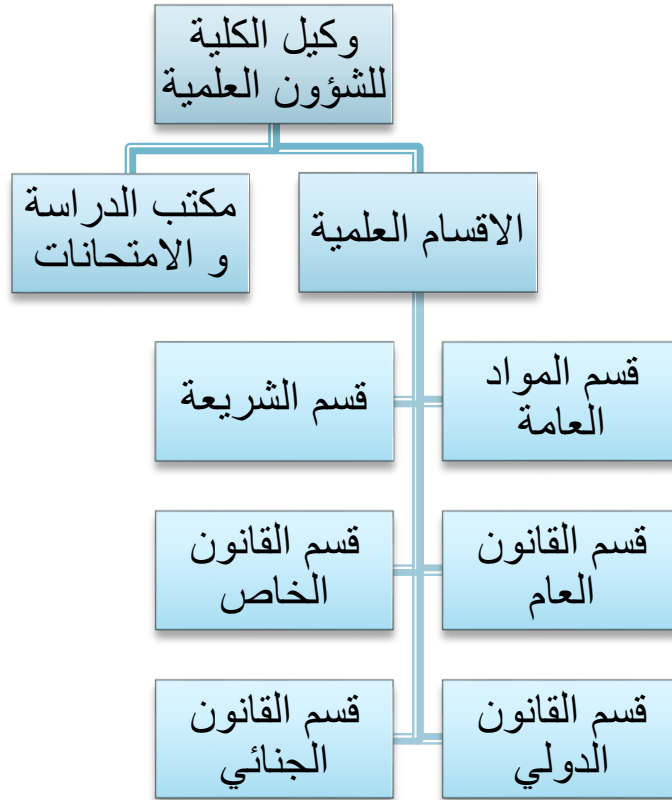 وكيل الكلية
للشؤون العلمية
الاقسام العلمية
مكتب الدراسة
و الامتحانات
قسم المواد
العامة
قسم الشريعة
قسم القانون
العام
قسم القانون
الخاص
قسم القانون
الدولي
قسم القانون
الجنائي